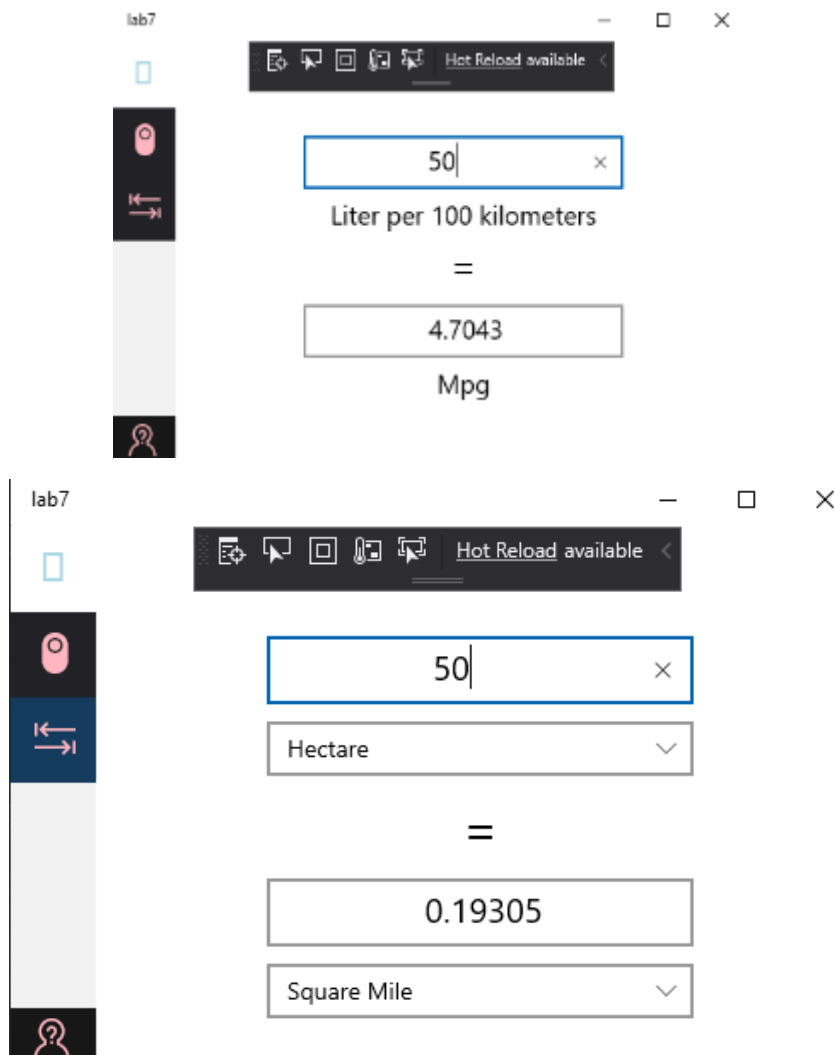 lab7
Hot Reload available
50
Liter per 100 kilometers
=
4.7043
Mpg
lab7
Hot Reload available
50
Hectare
=
0.19305
Square Mile